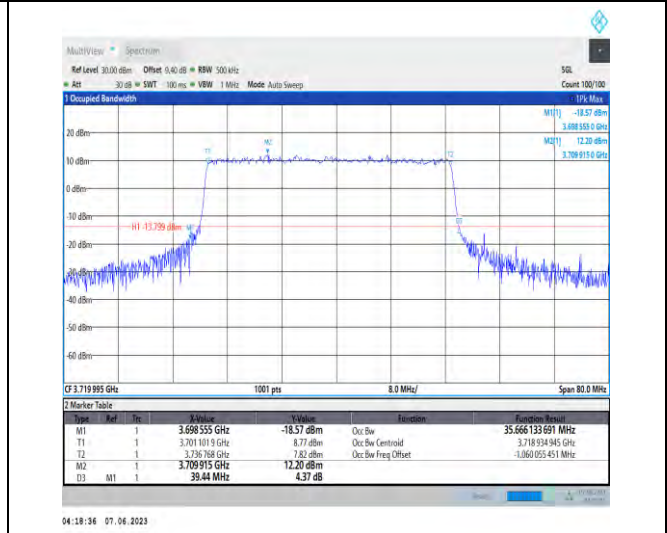 MultiView Spectrum
Ref Level 30.00 dBm Offset 9.40 dB RBW 500 kHz SGL
Att 30 dB SWT 100 ms VBW 1 MHz Mode Auto Sweep Count 100/100
1 Occupied Bandwidth 1Pk Max
M1[1] -18.57 dBm
3.698 555 0 GHz
M2[1] 12.20 dBm
3.709 915 0 GHz
20 dBm
T1 M2 T2
10 dBm
0 dBm
-10 dBm
H1 -13.799 dBm M1 D3
-30 dBm
-40 dBm
-50 dBm
-60 dBm
CF 3.719 995 GHz 1001 pts 8.0 MHz/ Span 80.0 MHz
2 Marker Table
Type Ref Trc X-Value Y-Value Function Function Result
M1 1 3.698 555 GHz -18.57 dBm Occ Bw 35.666 133 691 MHz
T1 1 3.701 101 9 GHz 8.77 dBm Occ Bw Centroid 3.718 934 945 GHz
T2 1 3.736 768 GHz 7.82 dBm Occ Bw Freq Offset -1.060 055 451 MHz
M2 1 3.709 915 GHz 12.20 dBm
D3 M1 1 39.44 MHz 4.37 dB
04:18:36 07.06.2023